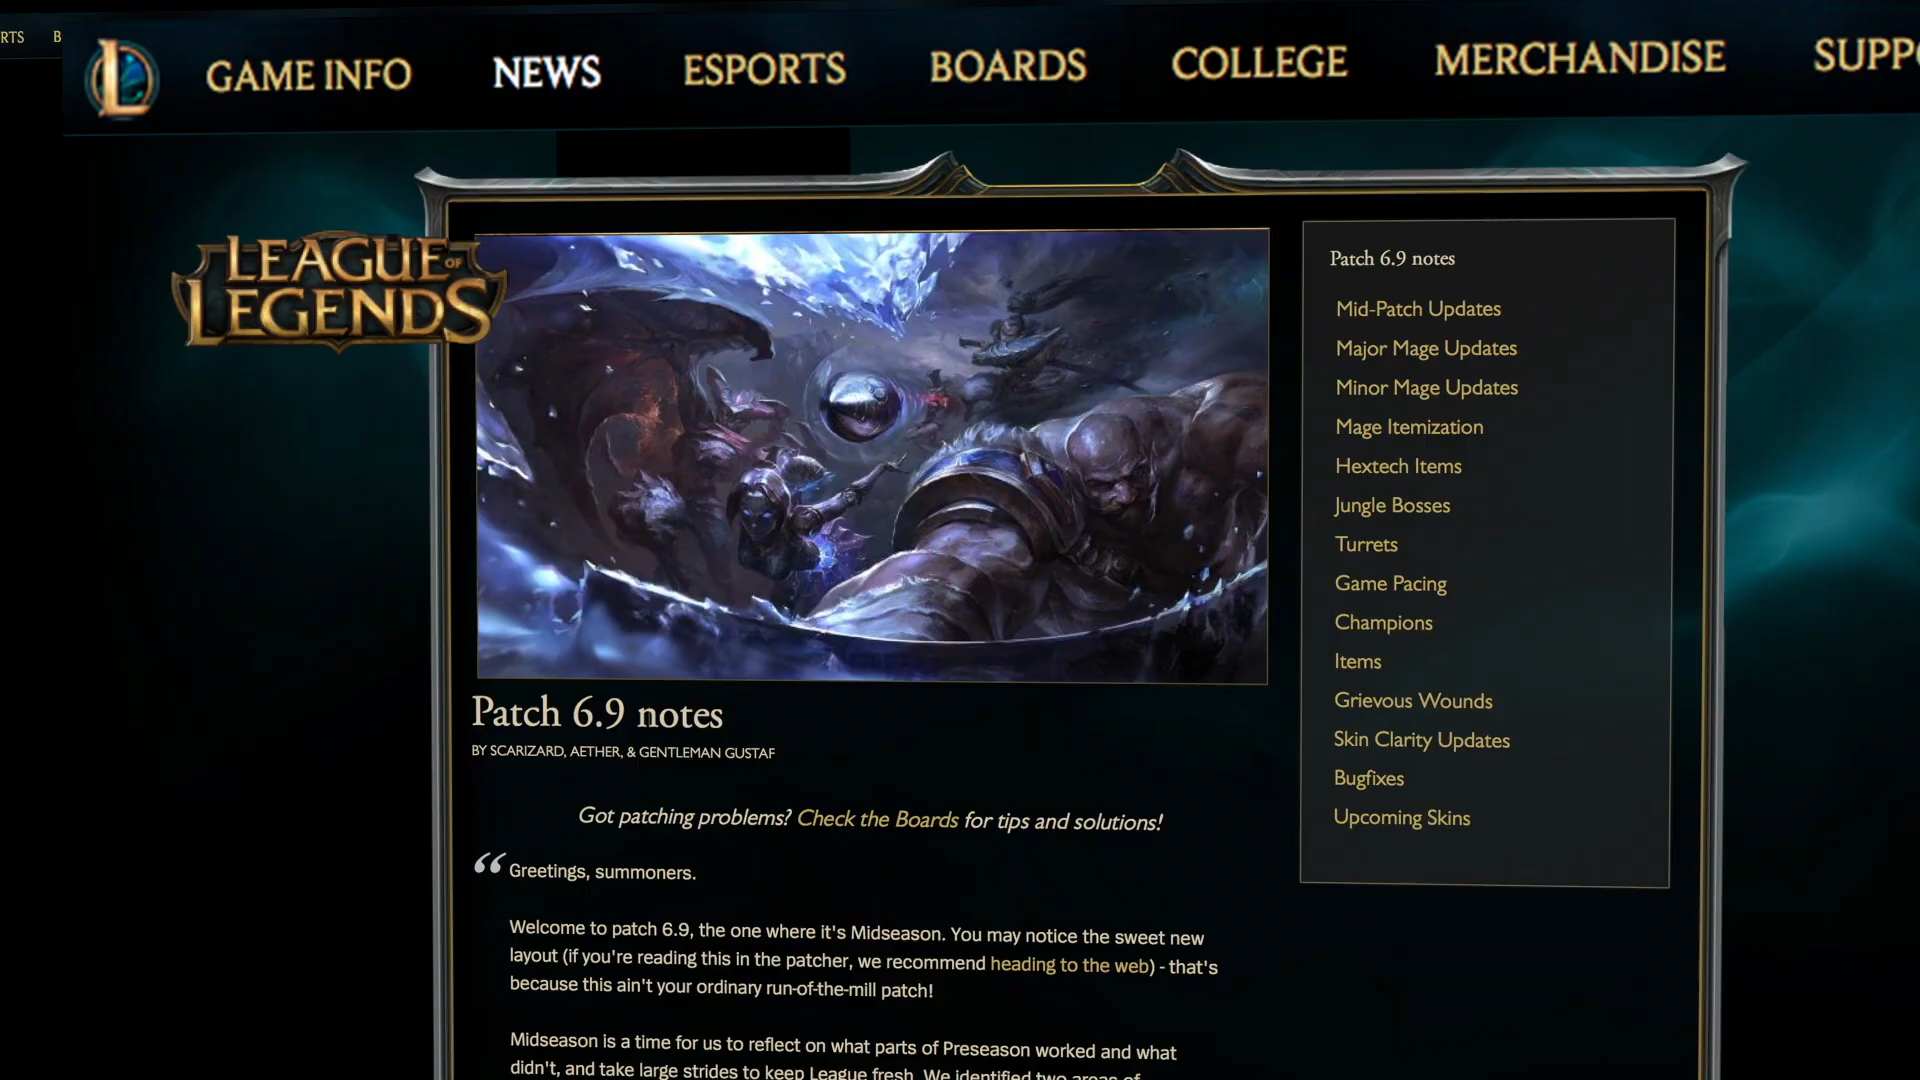 RTS
GAME INFO NEWS ESPORTS BOARDS COLLEGE MERCHANDISE SUPPO
LEAGUE OF
LEGENDS
Patch 6.9 notes
BY SCARIZARD, AETHER, & GENTLEMAN GUSTAF
Got patching problems? Check the Boards for tips and solutions!
“ Greetings, summoners.
Welcome to patch 6.9, the one where it's Midseason. You may notice the sweet new
layout (if you're reading this in the patcher, we recommend heading to the web) - that's
because this ain't your ordinary run-of-the-mill patch!
Midseason is a time for us to reflect on what parts of Preseason worked and what
didn't, and take large strides to keep League fresh. We identified two areas of
Patch 6.9 notes
Mid-Patch Updates
Major Mage Updates
Minor Mage Updates
Mage Itemization
Hextech Items
Jungle Bosses
Turrets
Game Pacing
Champions
Items
Grievous Wounds
Skin Clarity Updates
Bugfixes
Upcoming Skins